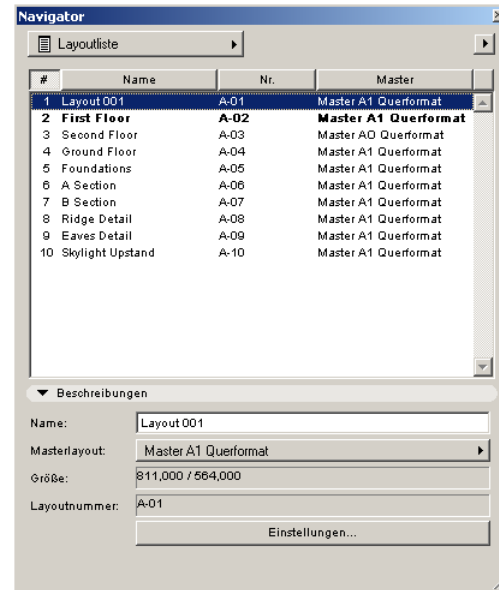 Navigator
Layoutliste
# Name Nr. Master
1 Layout 001 A-01 Master A1 Querformat
2 First Floor A-02 Master A1 Querformat
3 Second Floor A-03 Master AO Querformat
4 Ground Floor A-04 Master A1 Querformat
5 Foundations A-05 Master A1 Querformat
6 A Section A-06 Master A1 Querformat
7 B Section A-07 Master A1 Querformat
8 Ridge Detail A-08 Master A1 Querformat
9 Eaves Detail A-09 Master A1 Querformat
10 Skylight Upstand A-10 Master A1 Querformat
Beschreibungen
Name: Layout 001
Masterlayout: Master A1 Querformat
Größe: 811,000 / 564,000
Layoutnummer: A-01
Einstellungen...